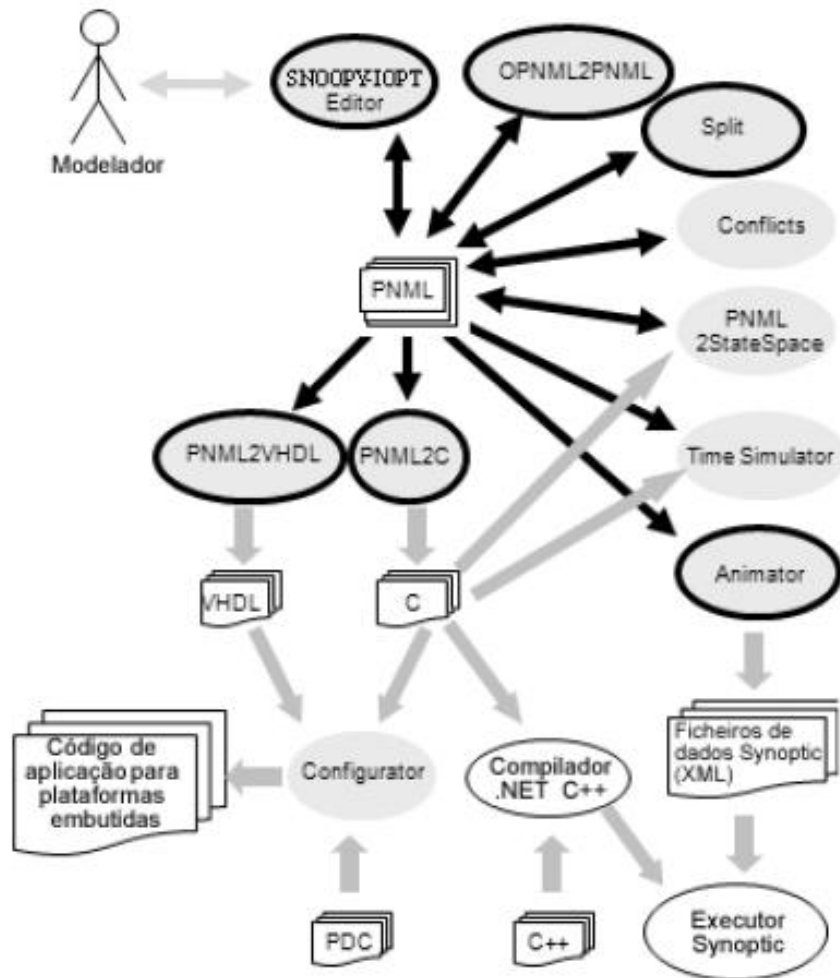 SNOOPY-IOPT
Editor
OPNML2PNML
Split
Modelador
Conflicts
PNML
PNML
2StateSpace
PNML2VHDL
PNML2C
Time Simulator
Animator
VHDL
C
Código de
aplicação para
plataformas
embutidas
Configurator
Compilador
.NET C++
Ficheiros de
dados Synoptic
(XML)
PDC
C++
Executor
Synoptic